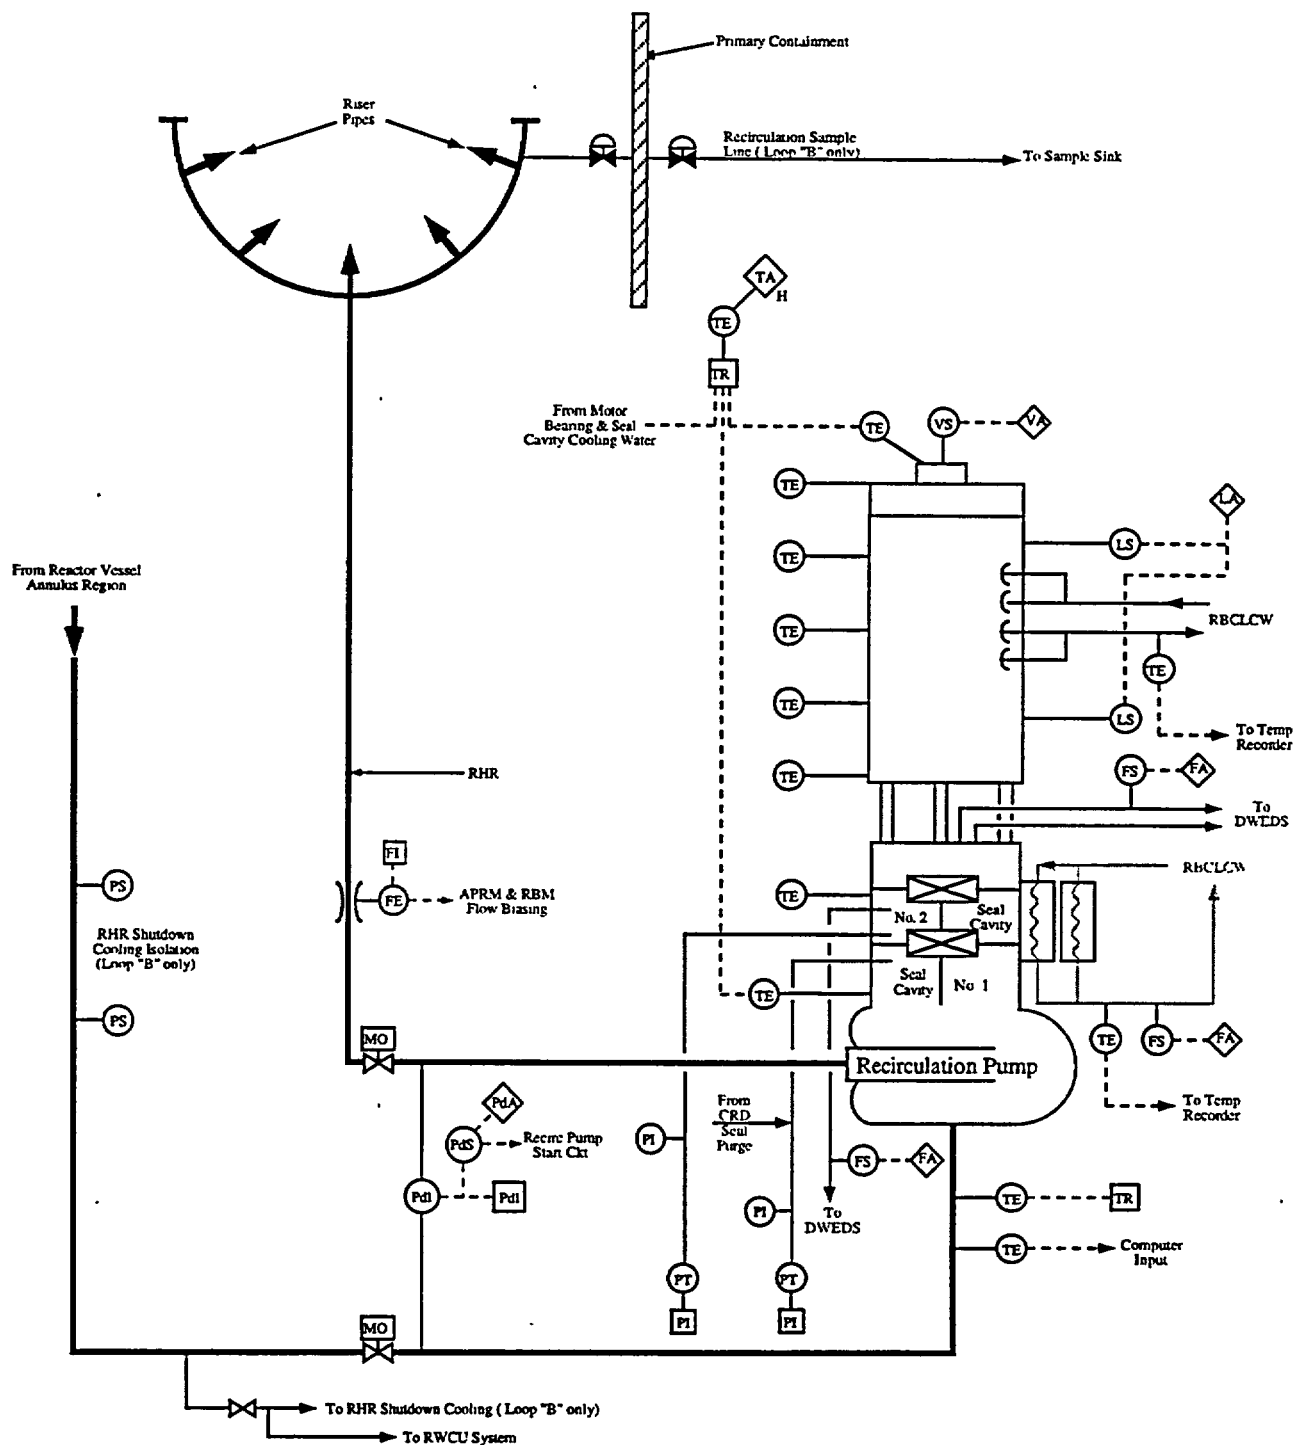 Primary Containment
Riser
Pipes
Recirculation Sample
Line ( Loop "B" only)
To Sample Sink
TA
H
TE
TR
From Motor
Bearing & Seal
Cavity Cooling Water
TE
VS
VA
TE
LA
LS
TE
From Reactor Vessel
Annulus Region
RBCLCW
TE
TE
TE
LS
To Temp
Recorder
RHR
TE
FS
FA
To
DWEDS
FI
RBCLCW
PS
FE
APRM & RBM
Flow Biasing
TE
No. 2
Seal
Cavity
RHR Shutdown
Cooling Isolation
(Loop "B" only)
Seal
Cavity
No 1
TE
PS
MO
TE
FS
FA
Recirculation Pump
PdA
From
CRD
Seal
Purge
To Temp
Recorder
PdS
Recirc Pump
Start Ckt
PI
FS
FA
PdI
PdI
PI
To
DWEDS
TE
TR
TE
Computer
Input
PT
PT
MO
PI
PI
To RHR Shutdown Cooling ( Loop "B" only)
To RWCU System